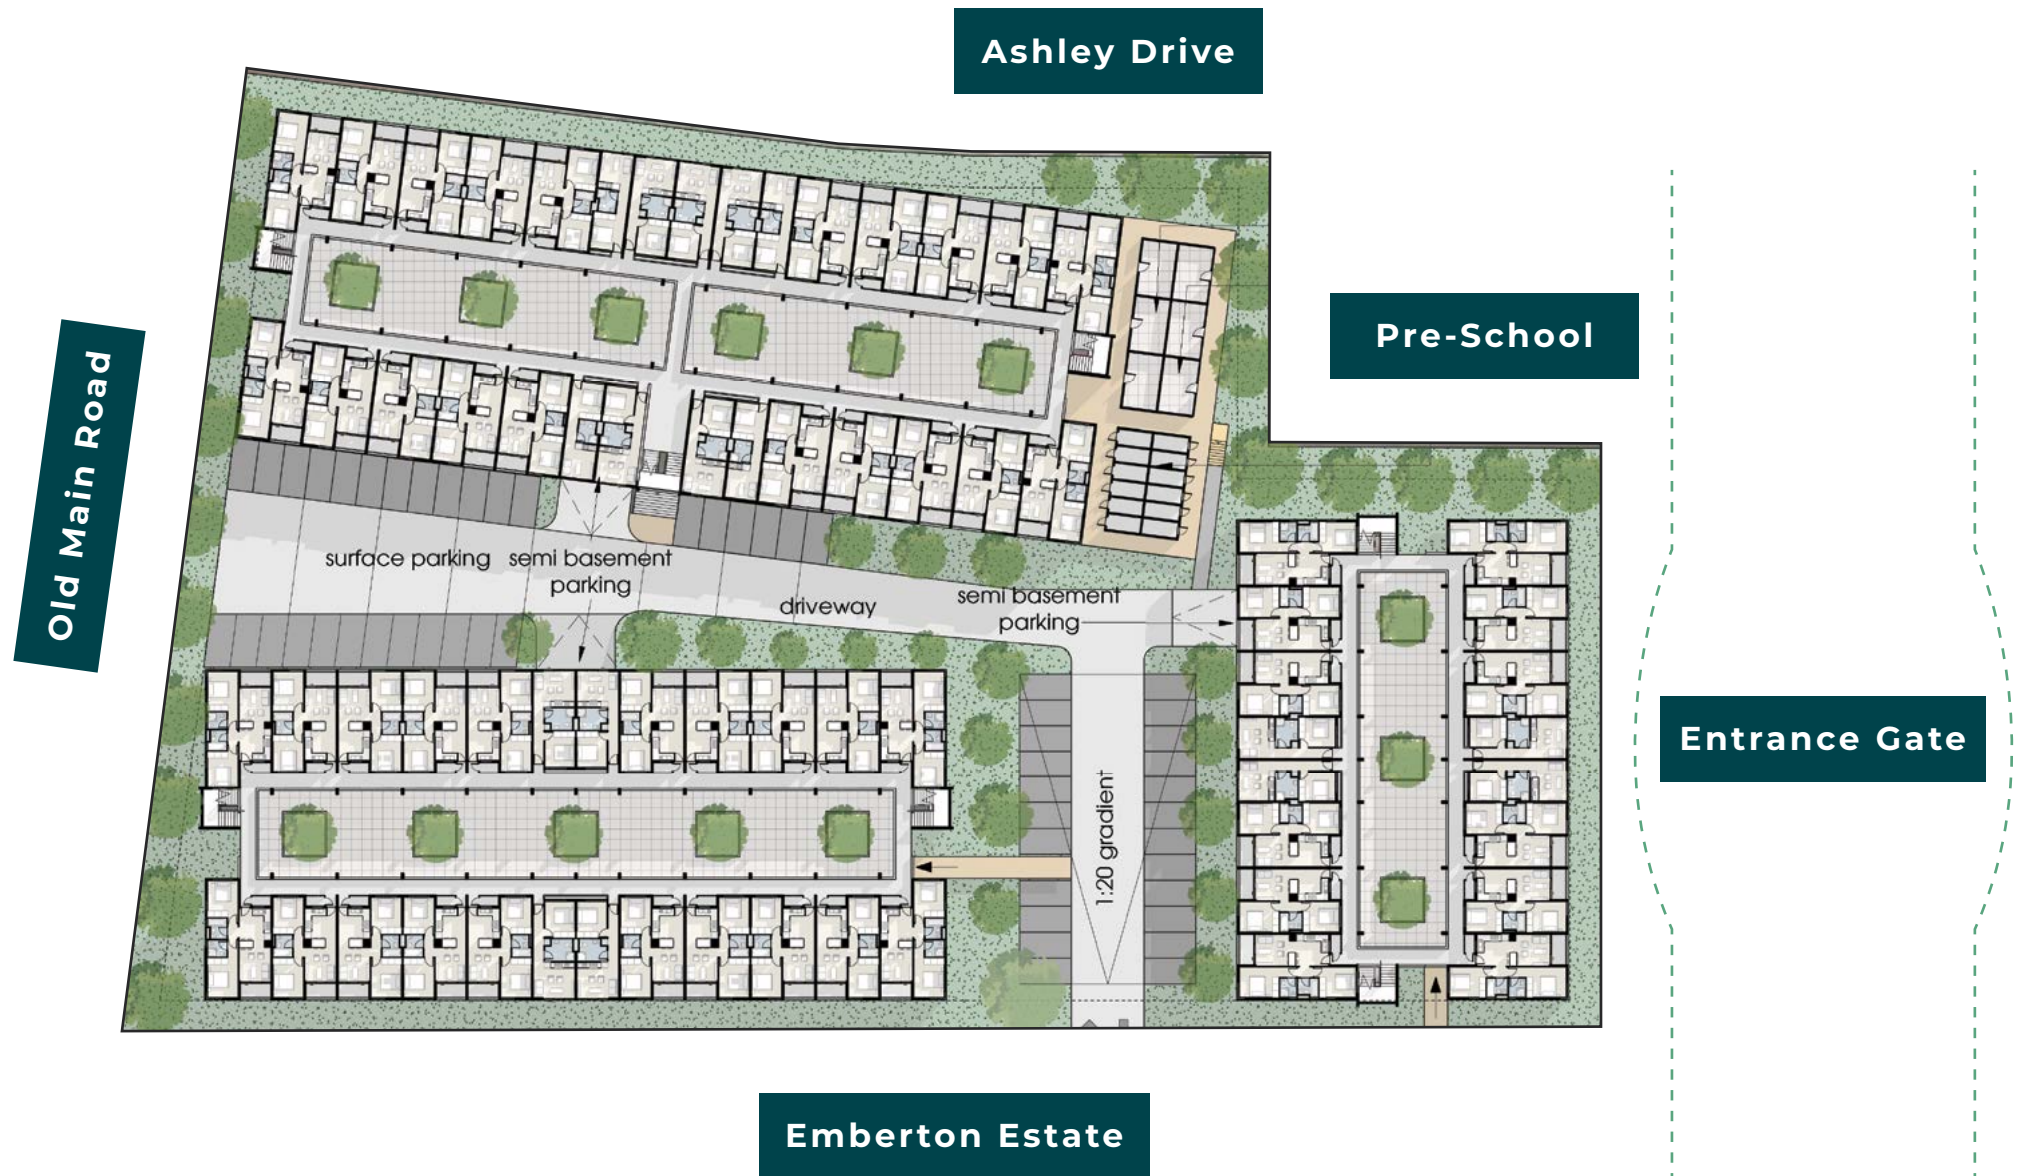 Ashley Drive
Pre-School
Old Main Road
surface parking
semi basement
parking
driveway
semi basement
parking
Entrance Gate
1:20 gradient
Emberton Estate